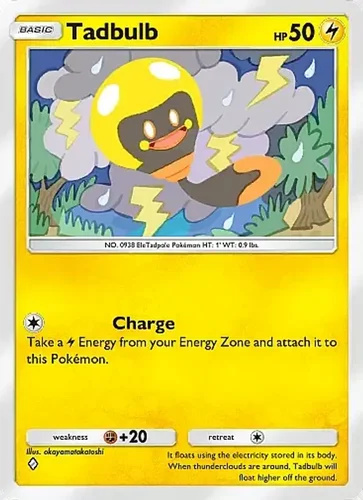 BASIC Tadbulb HP 50
NO. 0938 EleTadpole Pokémon HT: 1' WT: 0.9 lbs.
Charge
Take a Energy from your Energy Zone and attach it to
this Pokémon.
weakness +20 retreat
Illus. okayamatakatoshi
It floats using the electricity stored in its body.
When thunderclouds are around, Tadbulb will
float higher off the ground.